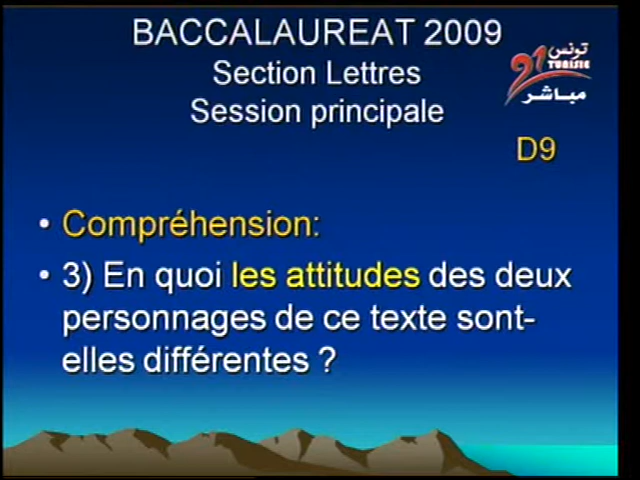 BACCALAUREAT 2009
Section Lettres
Session principale
تونس
21
TUNISIE
مباشر
D9
• Compréhension:
• 3) En quoi les attitudes des deux
personnages de ce texte sont-
elles différentes ?